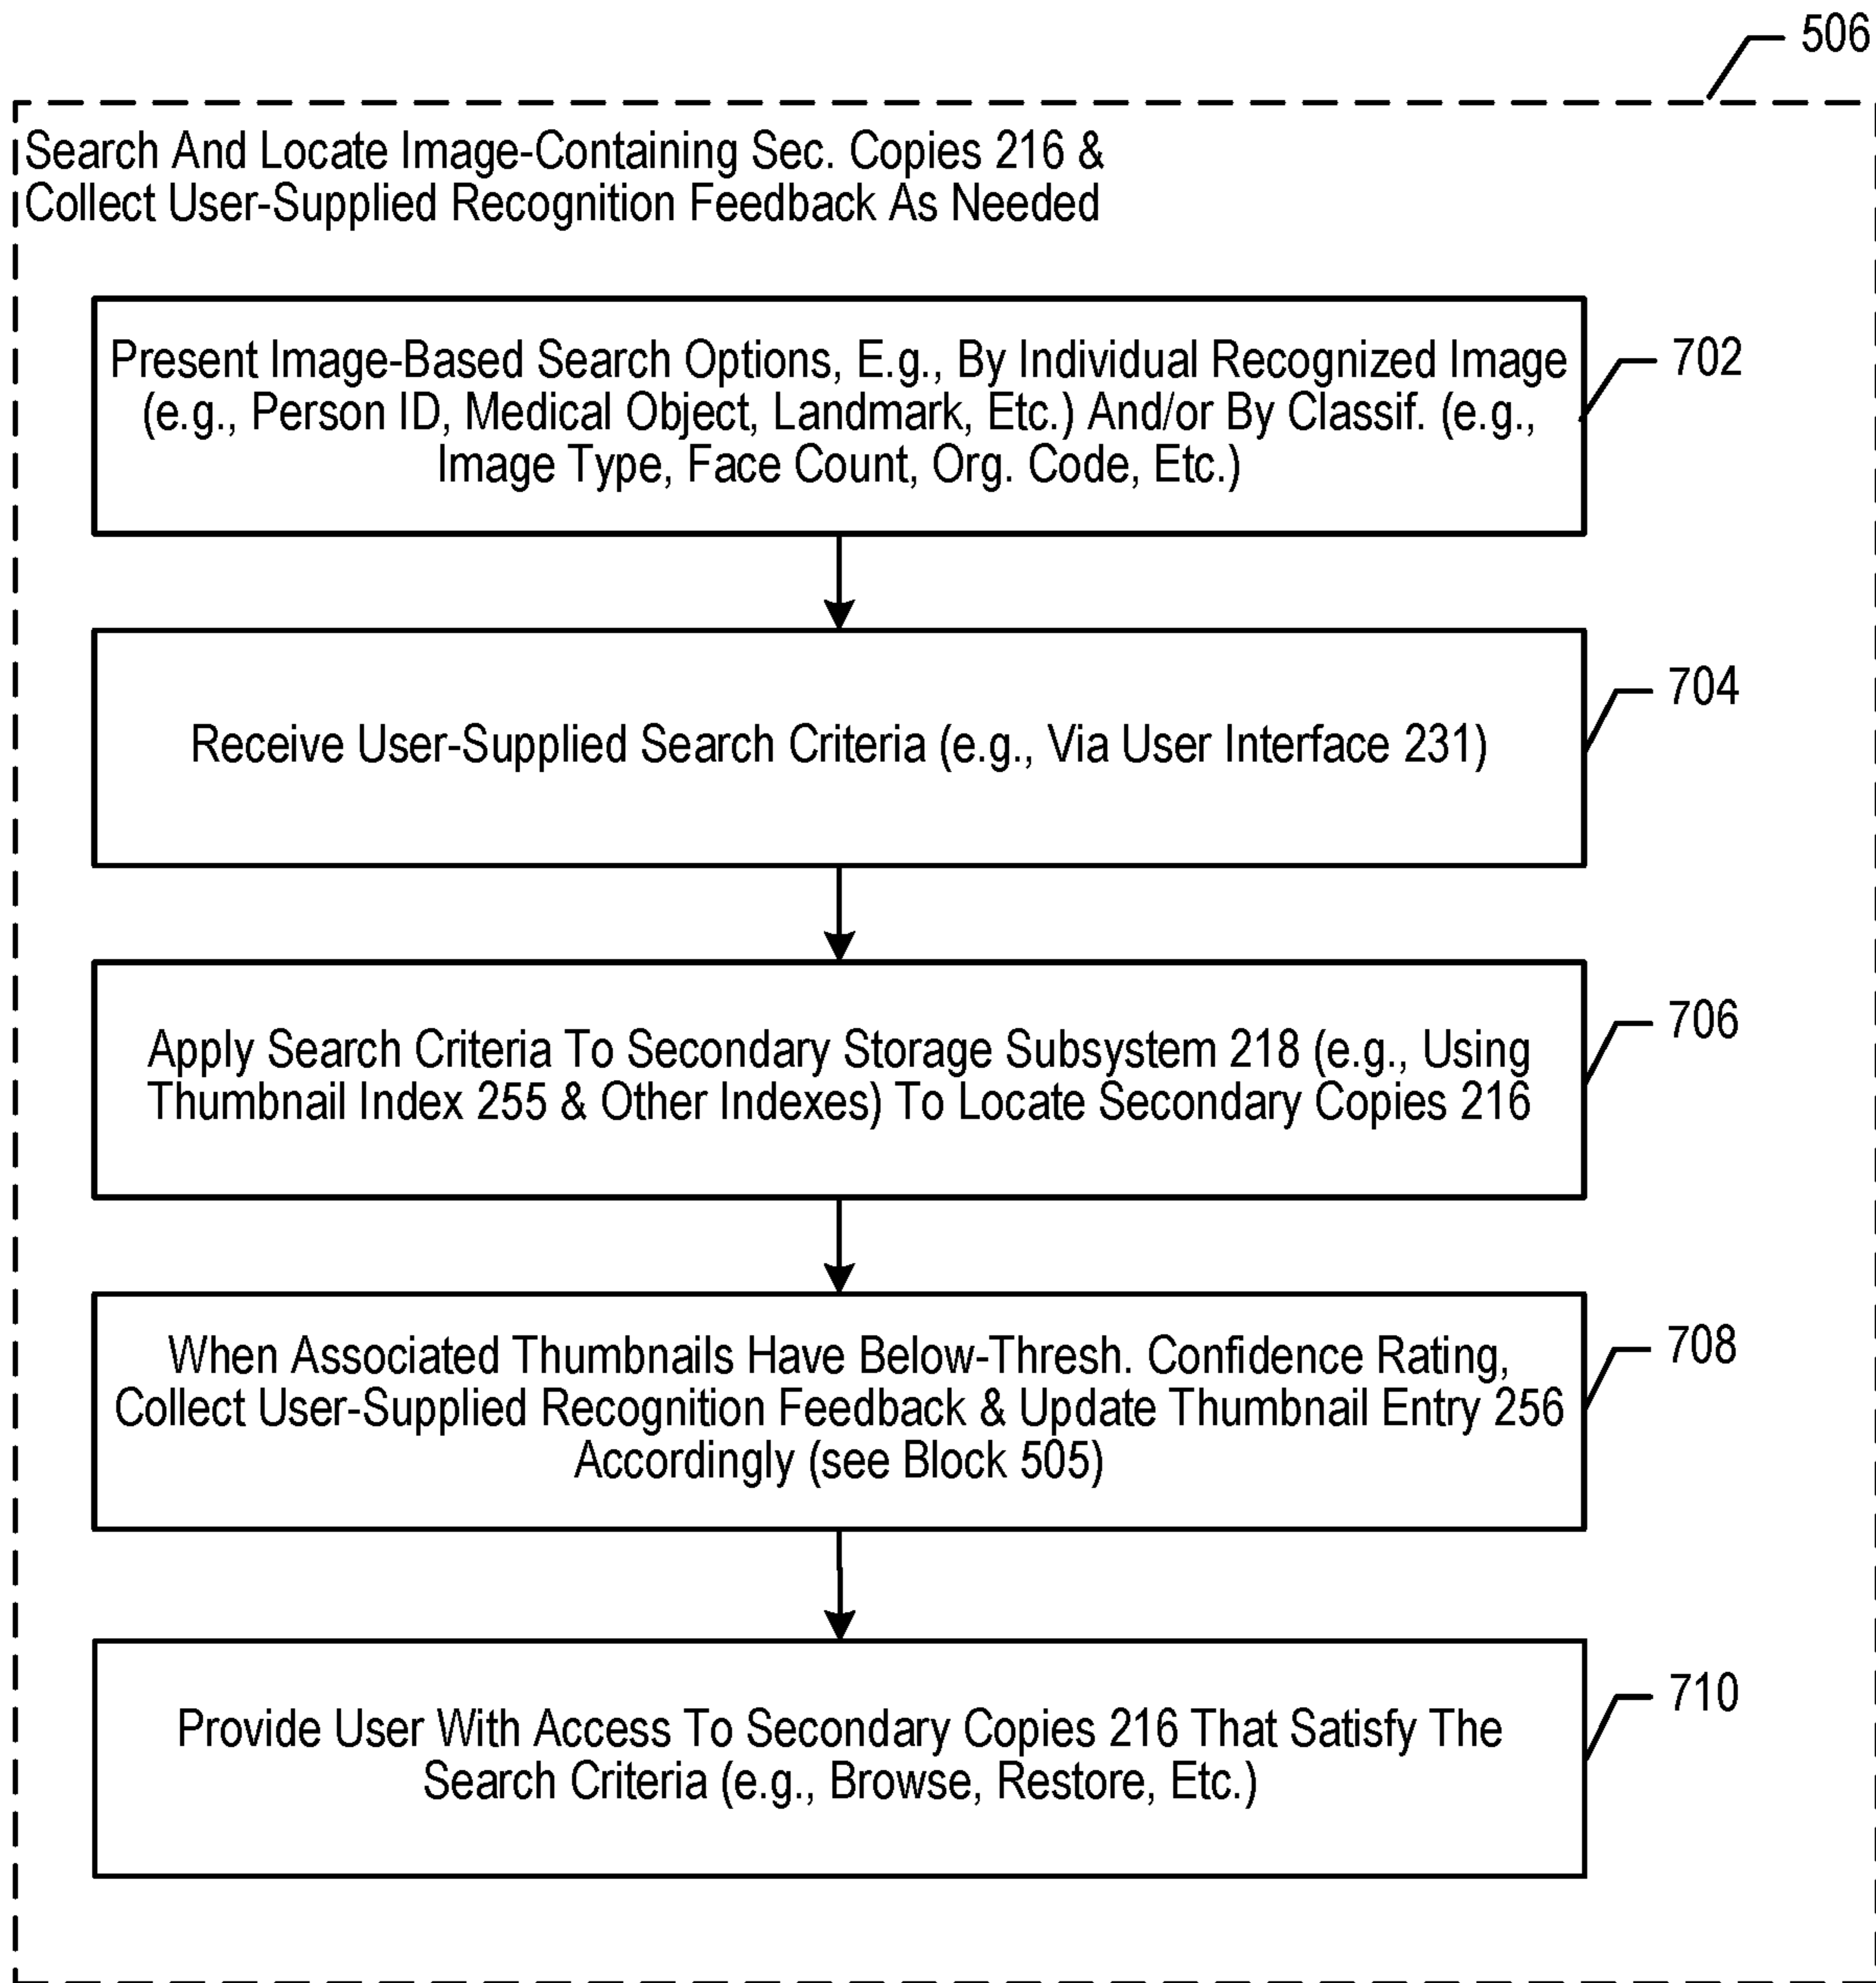 506
Search And Locate Image-Containing Sec. Copies 216 &
Collect User-Supplied Recognition Feedback As Needed
Present Image-Based Search Options, E.g., By Individual Recognized Image
(e.g., Person ID, Medical Object, Landmark, Etc.) And/or By Classif. (e.g.,
Image Type, Face Count, Org. Code, Etc.)
702
Receive User-Supplied Search Criteria (e.g., Via User Interface 231)
704
Apply Search Criteria To Secondary Storage Subsystem 218 (e.g., Using
Thumbnail Index 255 & Other Indexes) To Locate Secondary Copies 216
706
When Associated Thumbnails Have Below-Thresh. Confidence Rating,
Collect User-Supplied Recognition Feedback & Update Thumbnail Entry 256
Accordingly (see Block 505)
708
Provide User With Access To Secondary Copies 216 That Satisfy The
Search Criteria (e.g., Browse, Restore, Etc.)
710